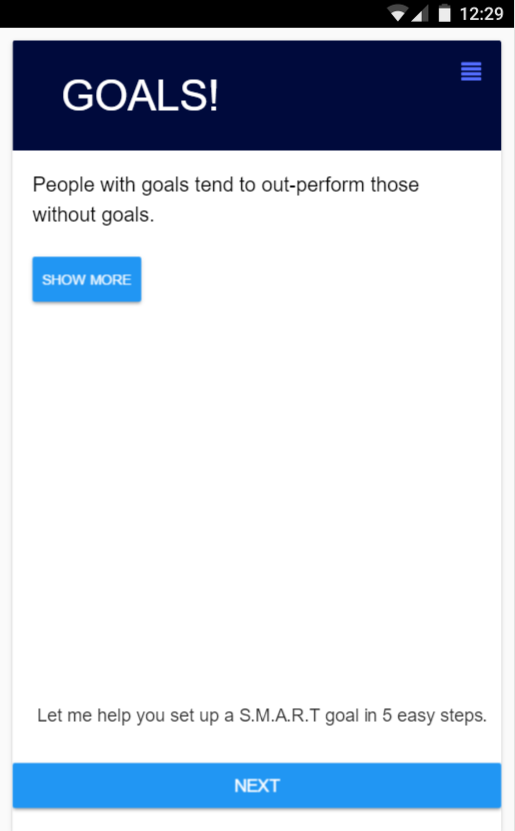 12:29
GOALS!
People with goals tend to out-perform those
without goals.
SHOW MORE
Let me help you set up a S.M.A.R.T goal in 5 easy steps.
NEXT